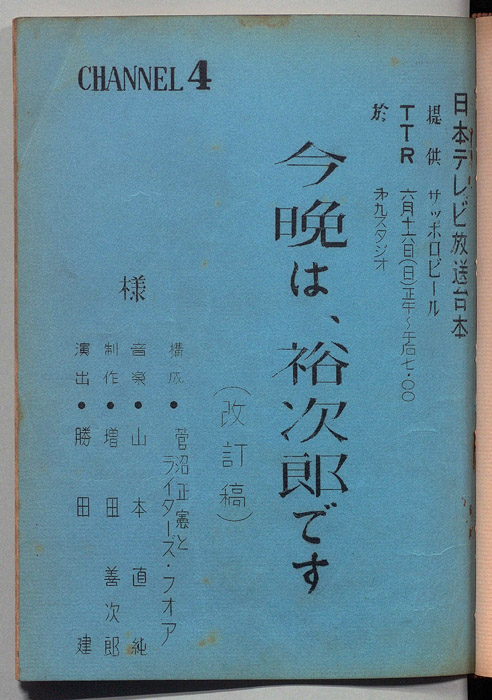 CHANNEL 4
日本テレビ放送台本
提供 サッポロビール
TTR 六月十六日(日)正午〜午后七・〇〇
於 第九スタジオ
今晩は、裕次郎です
(改訂稿)
構成●菅沼正憲と
ライターズ・フォア
音楽●山本直純
制作●増田善次郎
演出●勝田建
様